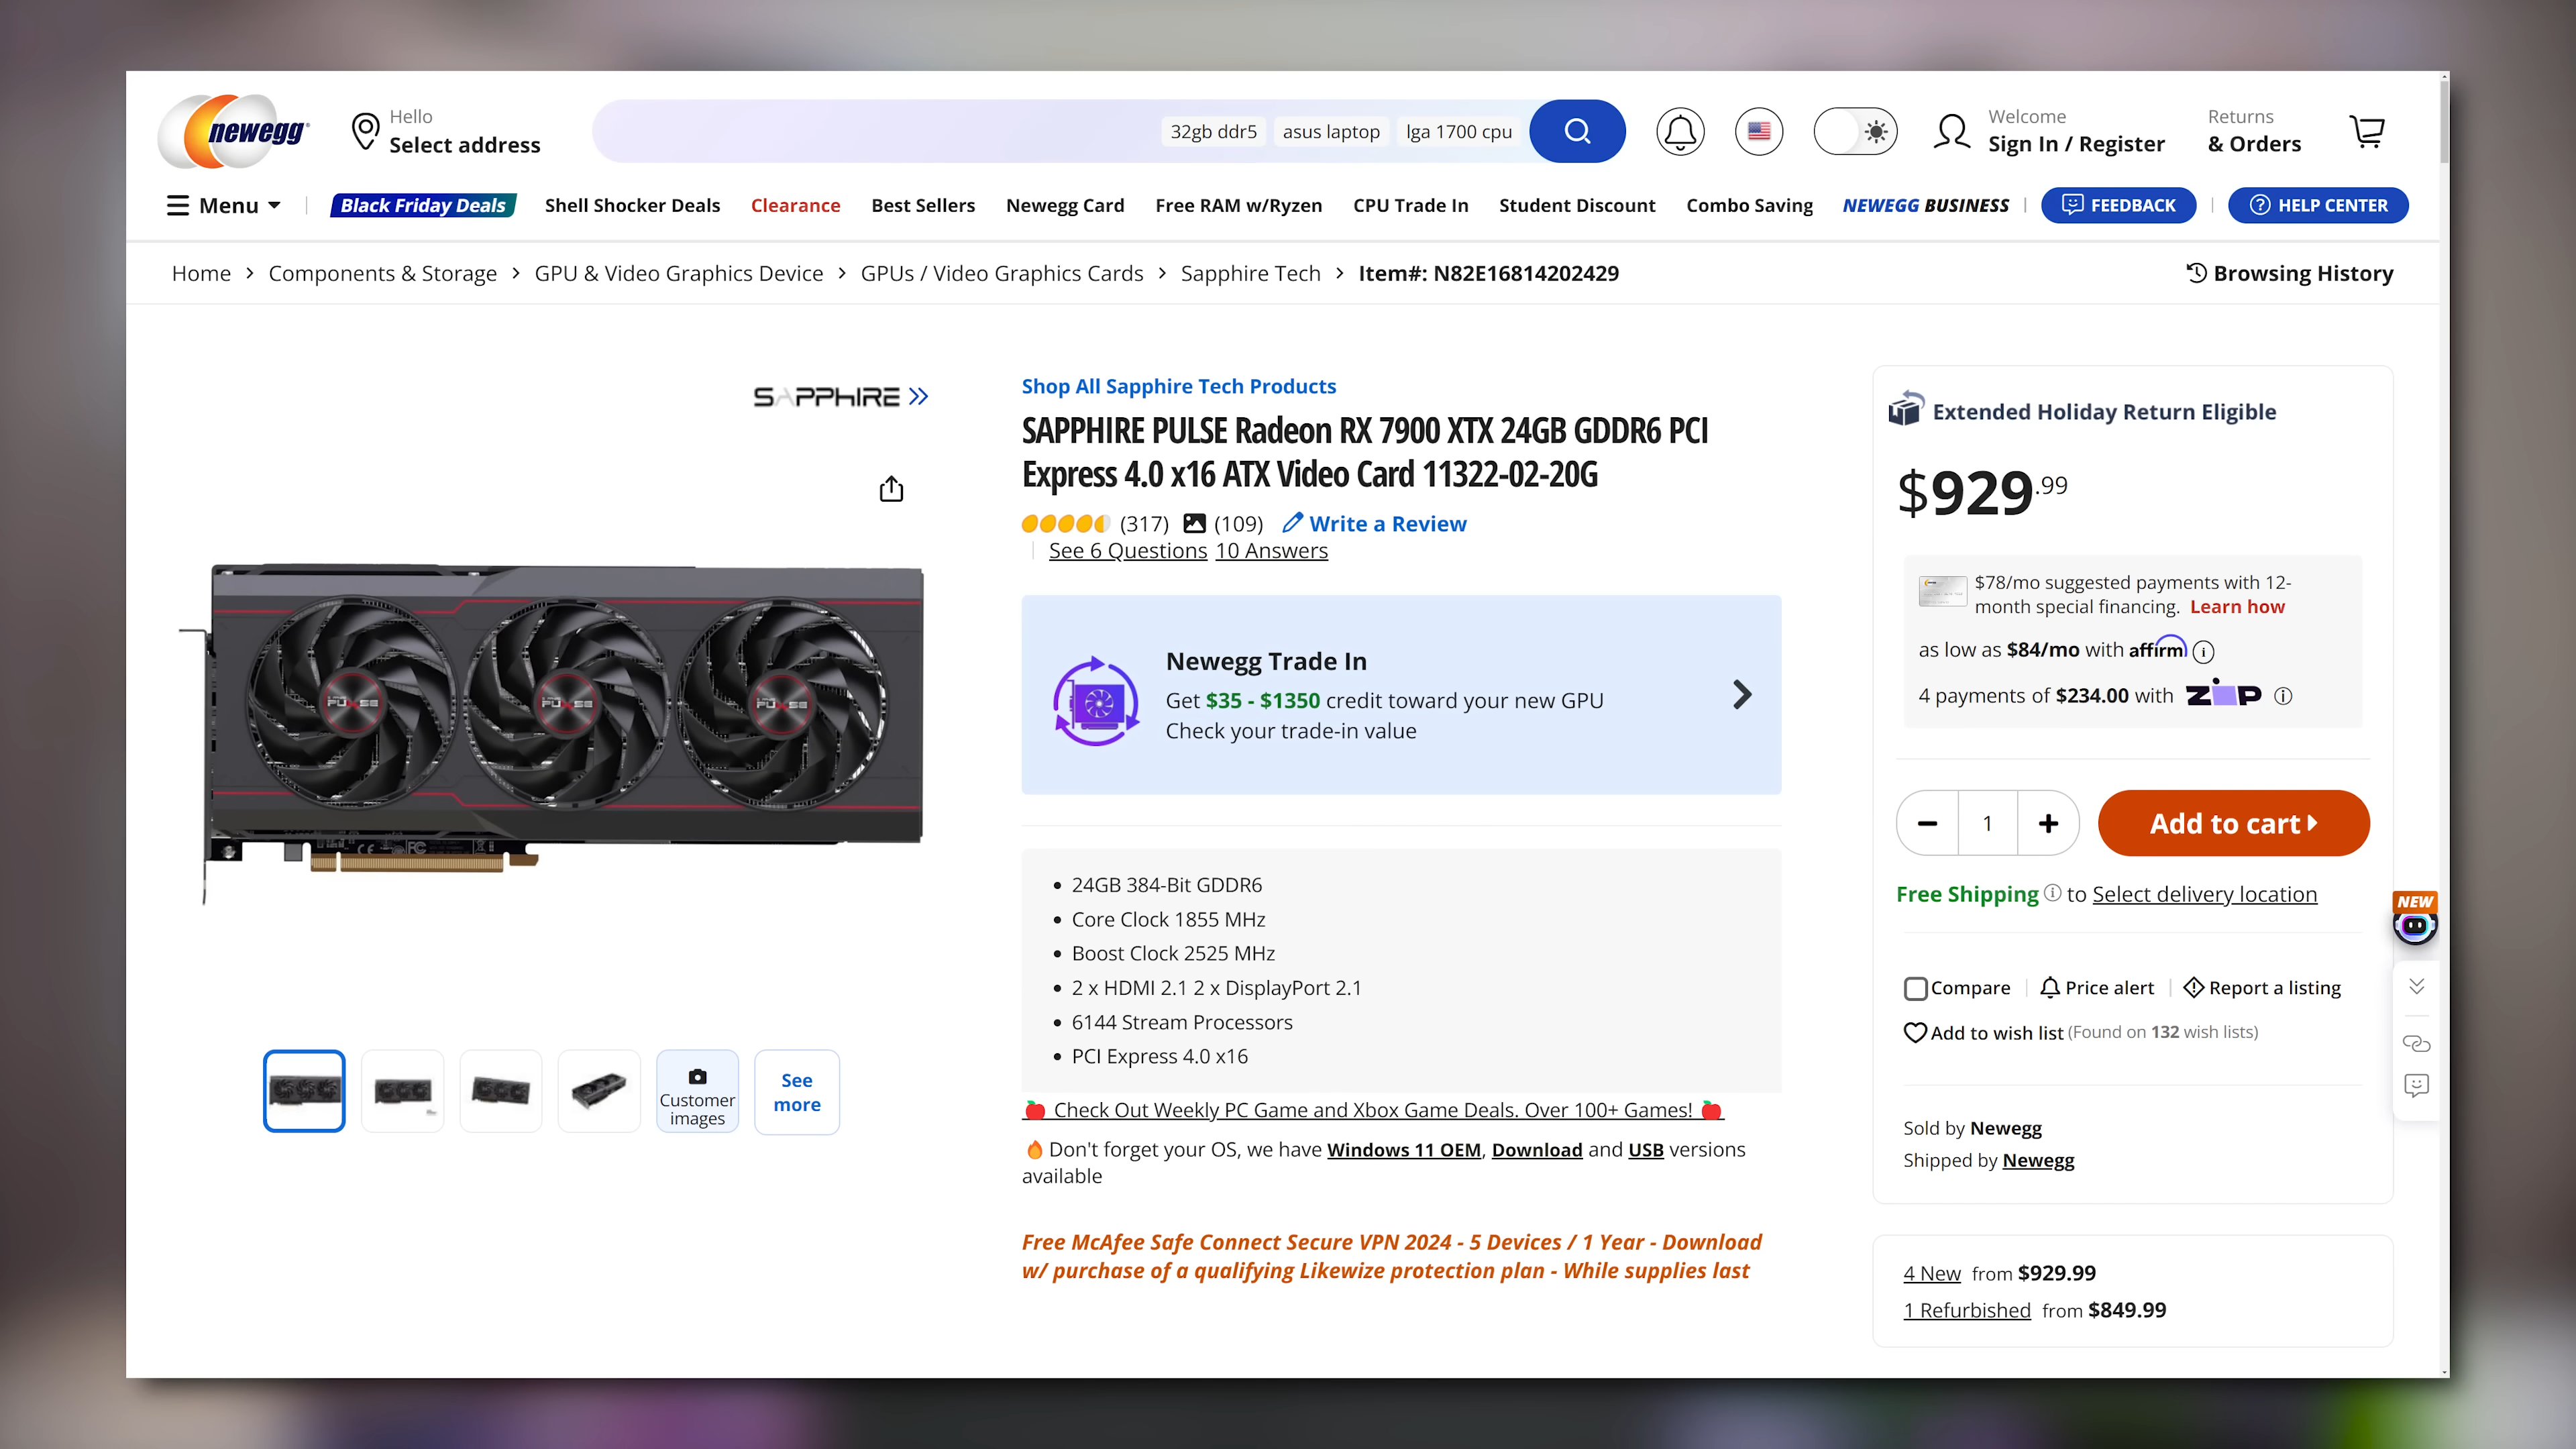 newegg
Hello
Select address
32gb ddr5
asus laptop
lga 1700 cpu
Welcome
Sign In / Register
Returns
& Orders
Menu
Black Friday Deals
Shell Shocker Deals
Clearance
Best Sellers
Newegg Card
Free RAM w/Ryzen
CPU Trade In
Student Discount
Combo Saving
NEWEGG BUSINESS
FEEDBACK
HELP CENTER
Home > Components & Storage > GPU & Video Graphics Device > GPUs / Video Graphics Cards > Sapphire Tech > Item#: N82E16814202429
Browsing History
SAPPHIRE
PULSE
PULSE
PULSE
Customer
images
See
more
Shop All Sapphire Tech Products
SAPPHIRE PULSE Radeon RX 7900 XTX 24GB GDDR6 PCI
Express 4.0 x16 ATX Video Card 11322-02-20G
(317) (109) Write a Review
See 6 Questions 10 Answers
Newegg Trade In
Get $35 - $1350 credit toward your new GPU
Check your trade-in value
• 24GB 384-Bit GDDR6
• Core Clock 1855 MHz
• Boost Clock 2525 MHz
• 2 x HDMI 2.1 2 x DisplayPort 2.1
• 6144 Stream Processors
• PCI Express 4.0 x16
Check Out Weekly PC Game and Xbox Game Deals. Over 100+ Games!
Don't forget your OS, we have Windows 11 OEM, Download and USB versions
available
Free McAfee Safe Connect Secure VPN 2024 - 5 Devices / 1 Year - Download
w/ purchase of a qualifying Likewize protection plan - While supplies last
Extended Holiday Return Eligible
$929.99
$78/mo suggested payments with 12-
month special financing. Learn how
as low as $84/mo with affirm
4 payments of $234.00 with ZIP
1
Add to cart
Free Shipping to Select delivery location
Compare
Price alert
Report a listing
Add to wish list (Found on 132 wish lists)
Sold by Newegg
Shipped by Newegg
4 New from $929.99
1 Refurbished from $849.99
NEW